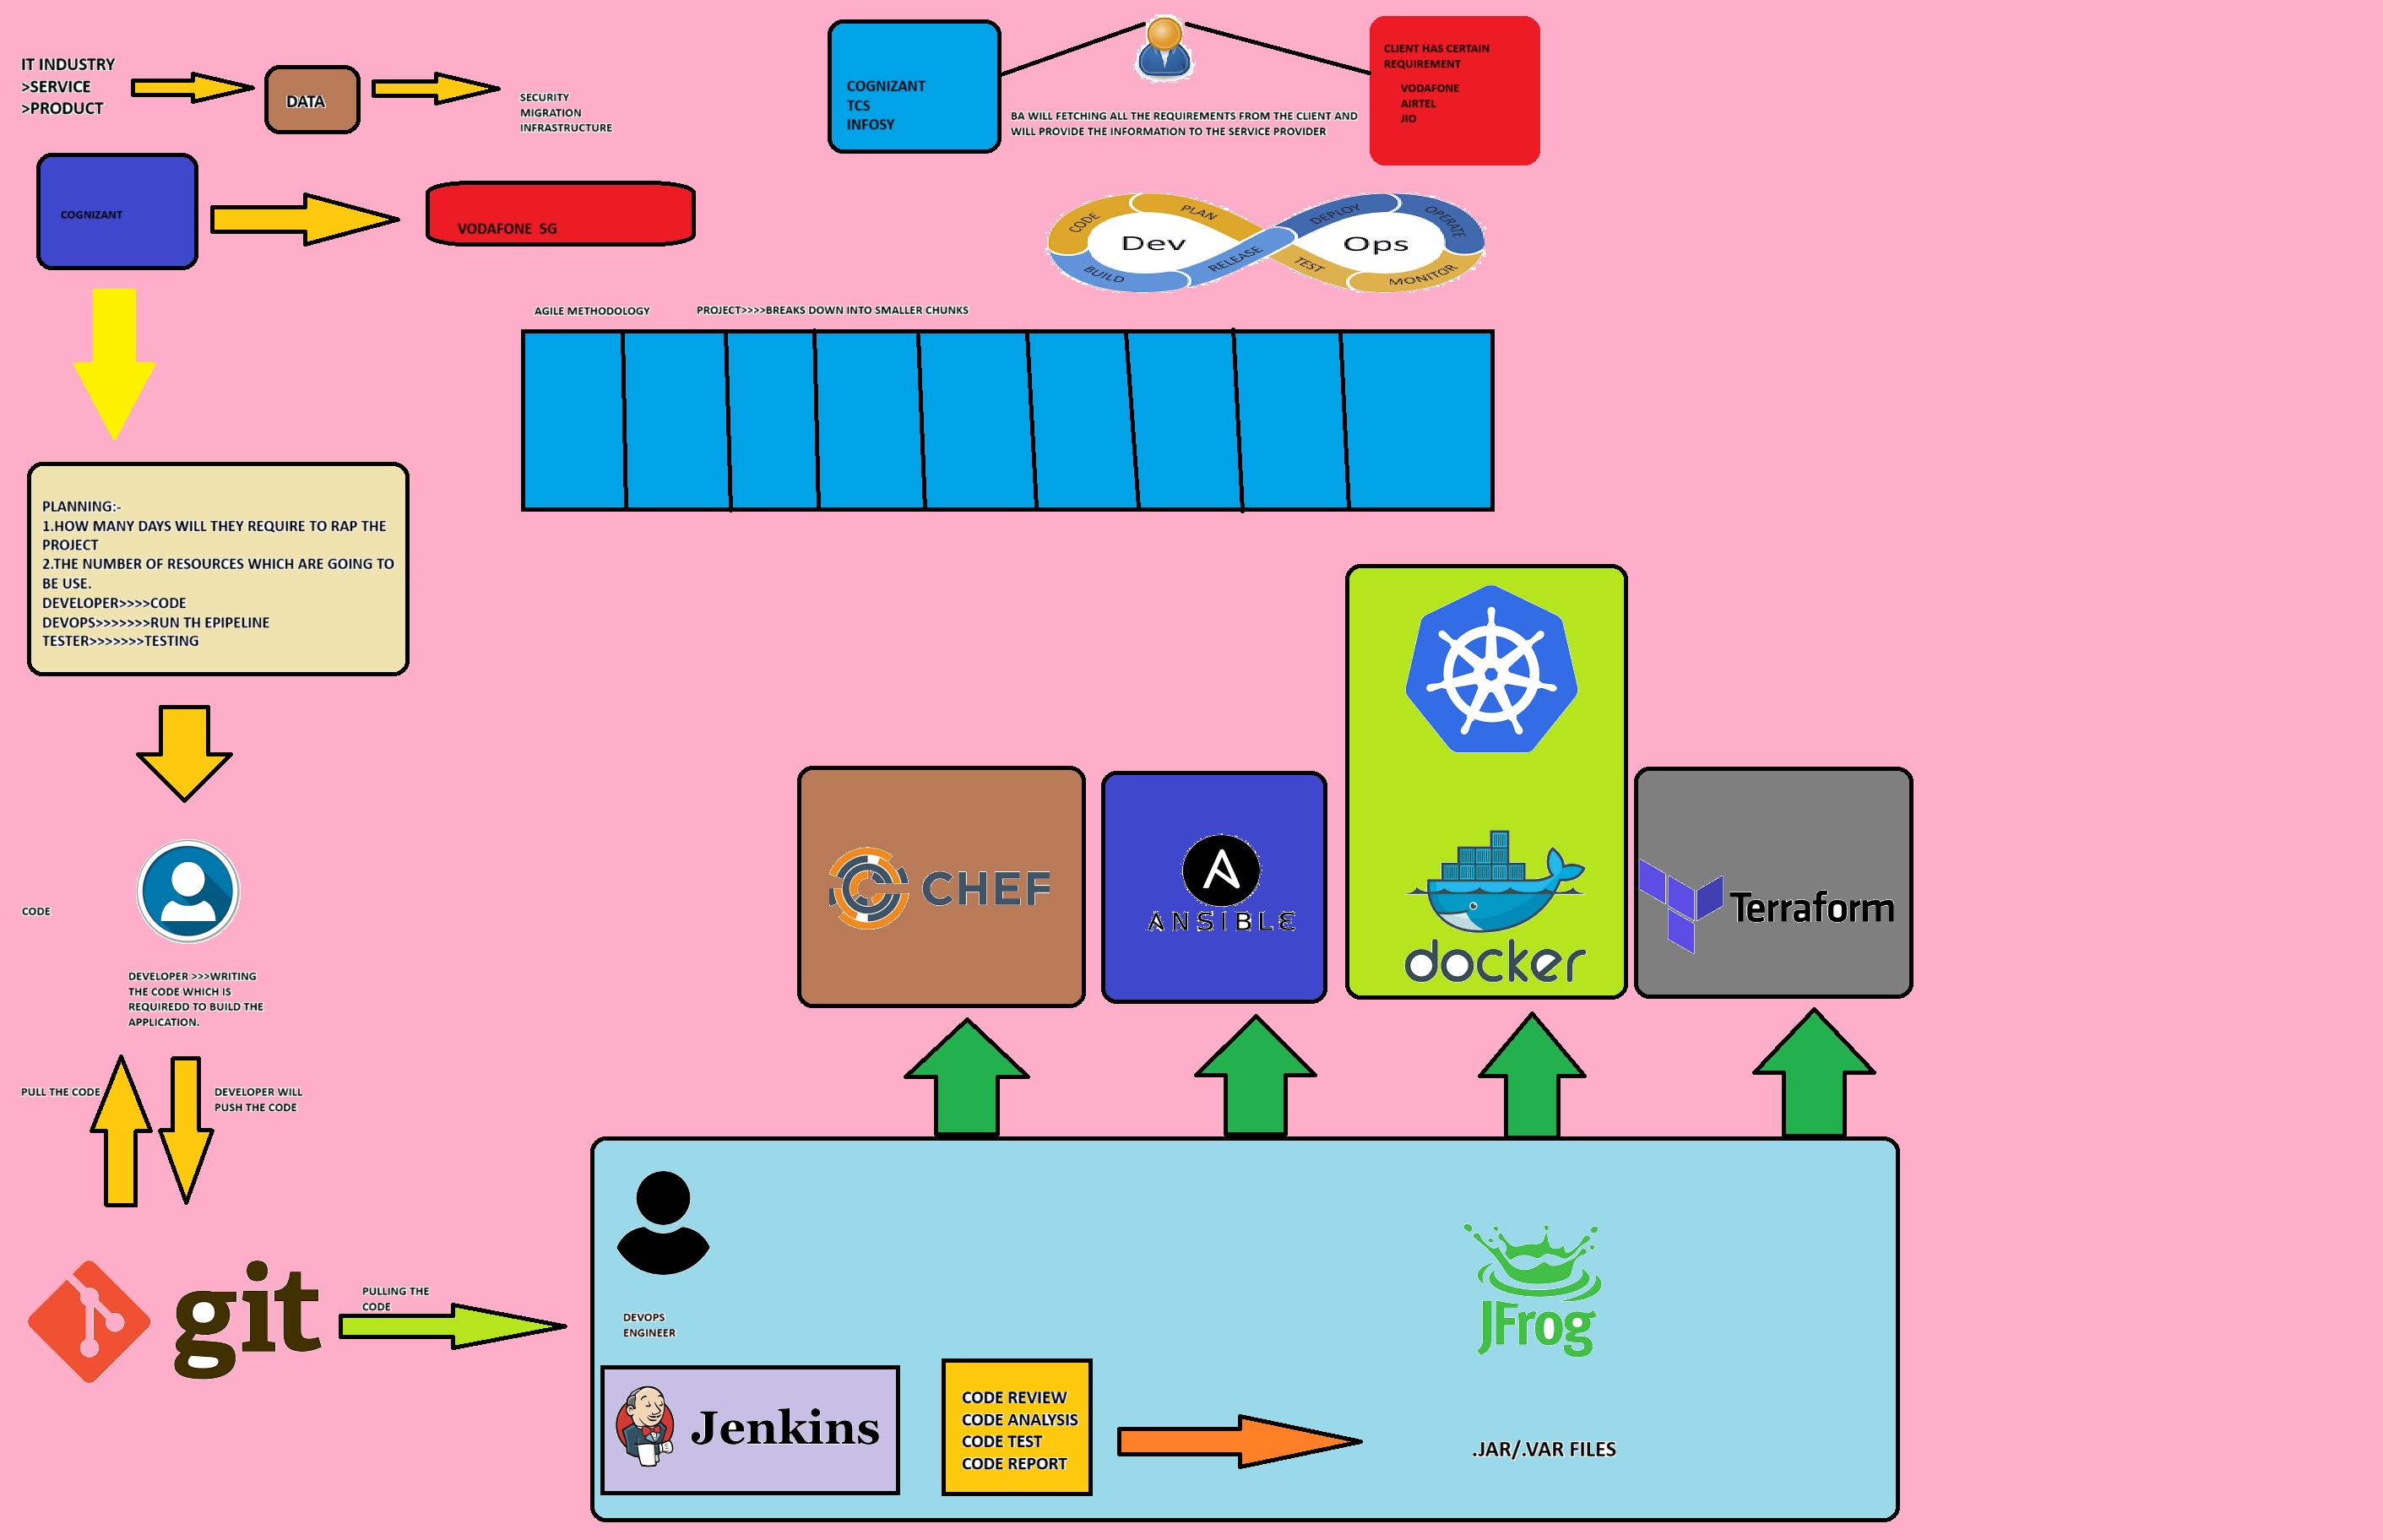 IT INDUSTRY
>SERVICE
>PRODUCT
DATA
SECURITY
MIGRATION
INFRASTRUCTURE
COGNIZANT
TCS
INFOSY
BA WILL FETCHING ALL THE REQUIREMENTS FROM THE CLIENT AND
WILL PROVIDE THE INFORMATION TO THE SERVICE PROVIDER
CLIENT HAS CERTAIN
REQUIREMENT
VODAFONE
AIRTEL
JIO
COGNIZANT
VODAFONE 5G
CODE
PLAN
DEPLOY
OPERATE
Dev
Ops
BUILD
RELEASE
TEST
MONITOR
AGILE METHODOLOGY
PROJECT>>>>BREAKS DOWN INTO SMALLER CHUNKS
PLANNING:-
1.HOW MANY DAYS WILL THEY REQUIRE TO RAP THE
PROJECT
2.THE NUMBER OF RESOURCES WHICH ARE GOING TO
BE USE.
DEVELOPER>>>>CODE
DEVOPS>>>>>>>RUN TH EPIPELINE
TESTER>>>>>>>TESTING
CODE
DEVELOPER >>>WRITING
THE CODE WHICH IS
REQUIREDD TO BUILD THE
APPLICATION.
CHEF
ANSIBLE
docker
Terraform
PULL THE CODE
DEVELOPER WILL
PUSH THE CODE
git
PULLING THE
CODE
DEVOPS
ENGINEER
JFrog
Jenkins
CODE REVIEW
CODE ANALYSIS
CODE TEST
CODE REPORT
.JAR/.VAR FILES